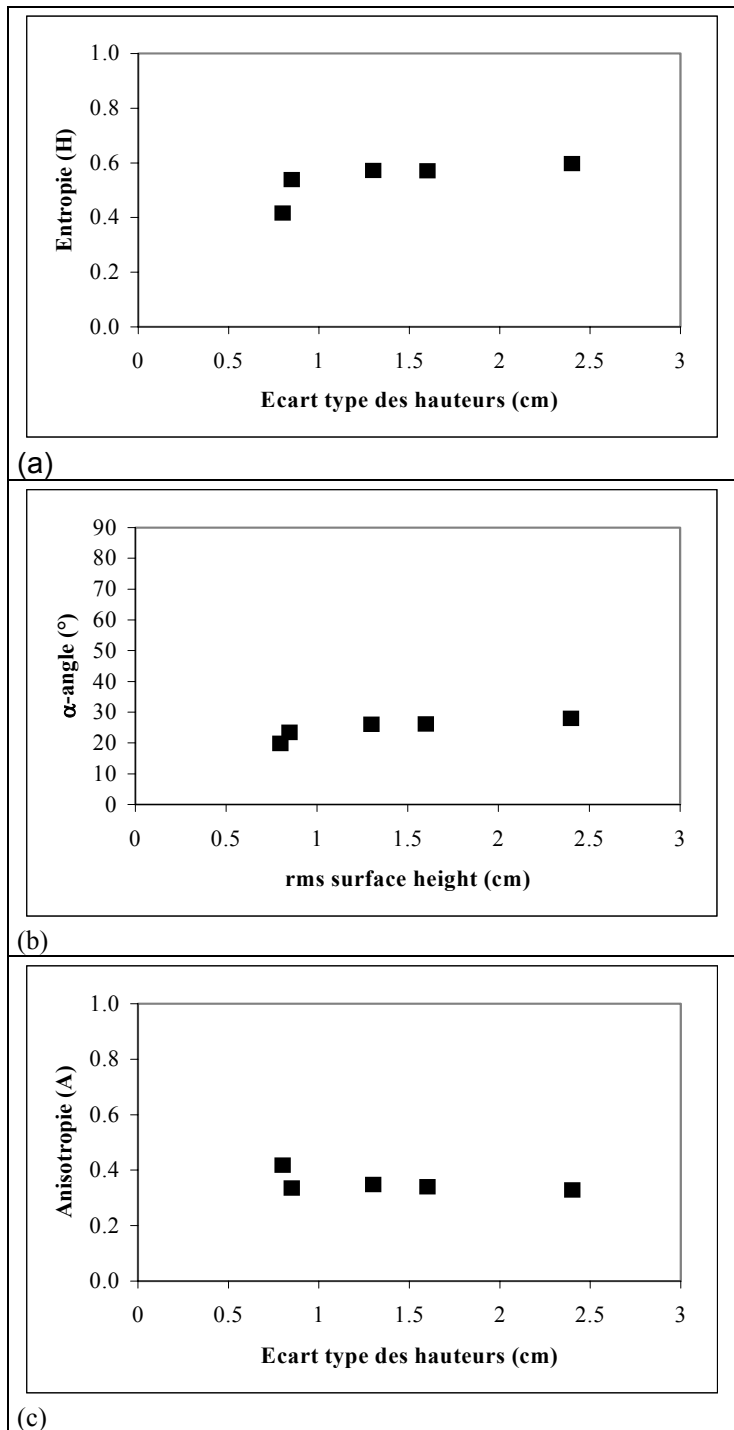 1.0
0.8
0.6
0.4
0.2
0.0
Entropie (H)
0 0.5 1 1.5 2 2.5 3
Ecart type des hauteurs (cm)
(a)
90
80
70
60
50
40
30
20
10
0
α-angle (°)
0 0.5 1 1.5 2 2.5 3
rms surface height (cm)
(b)
1.0
0.8
0.6
0.4
0.2
0.0
Anisotropie (A)
0 0.5 1 1.5 2 2.5 3
Ecart type des hauteurs (cm)
(c)